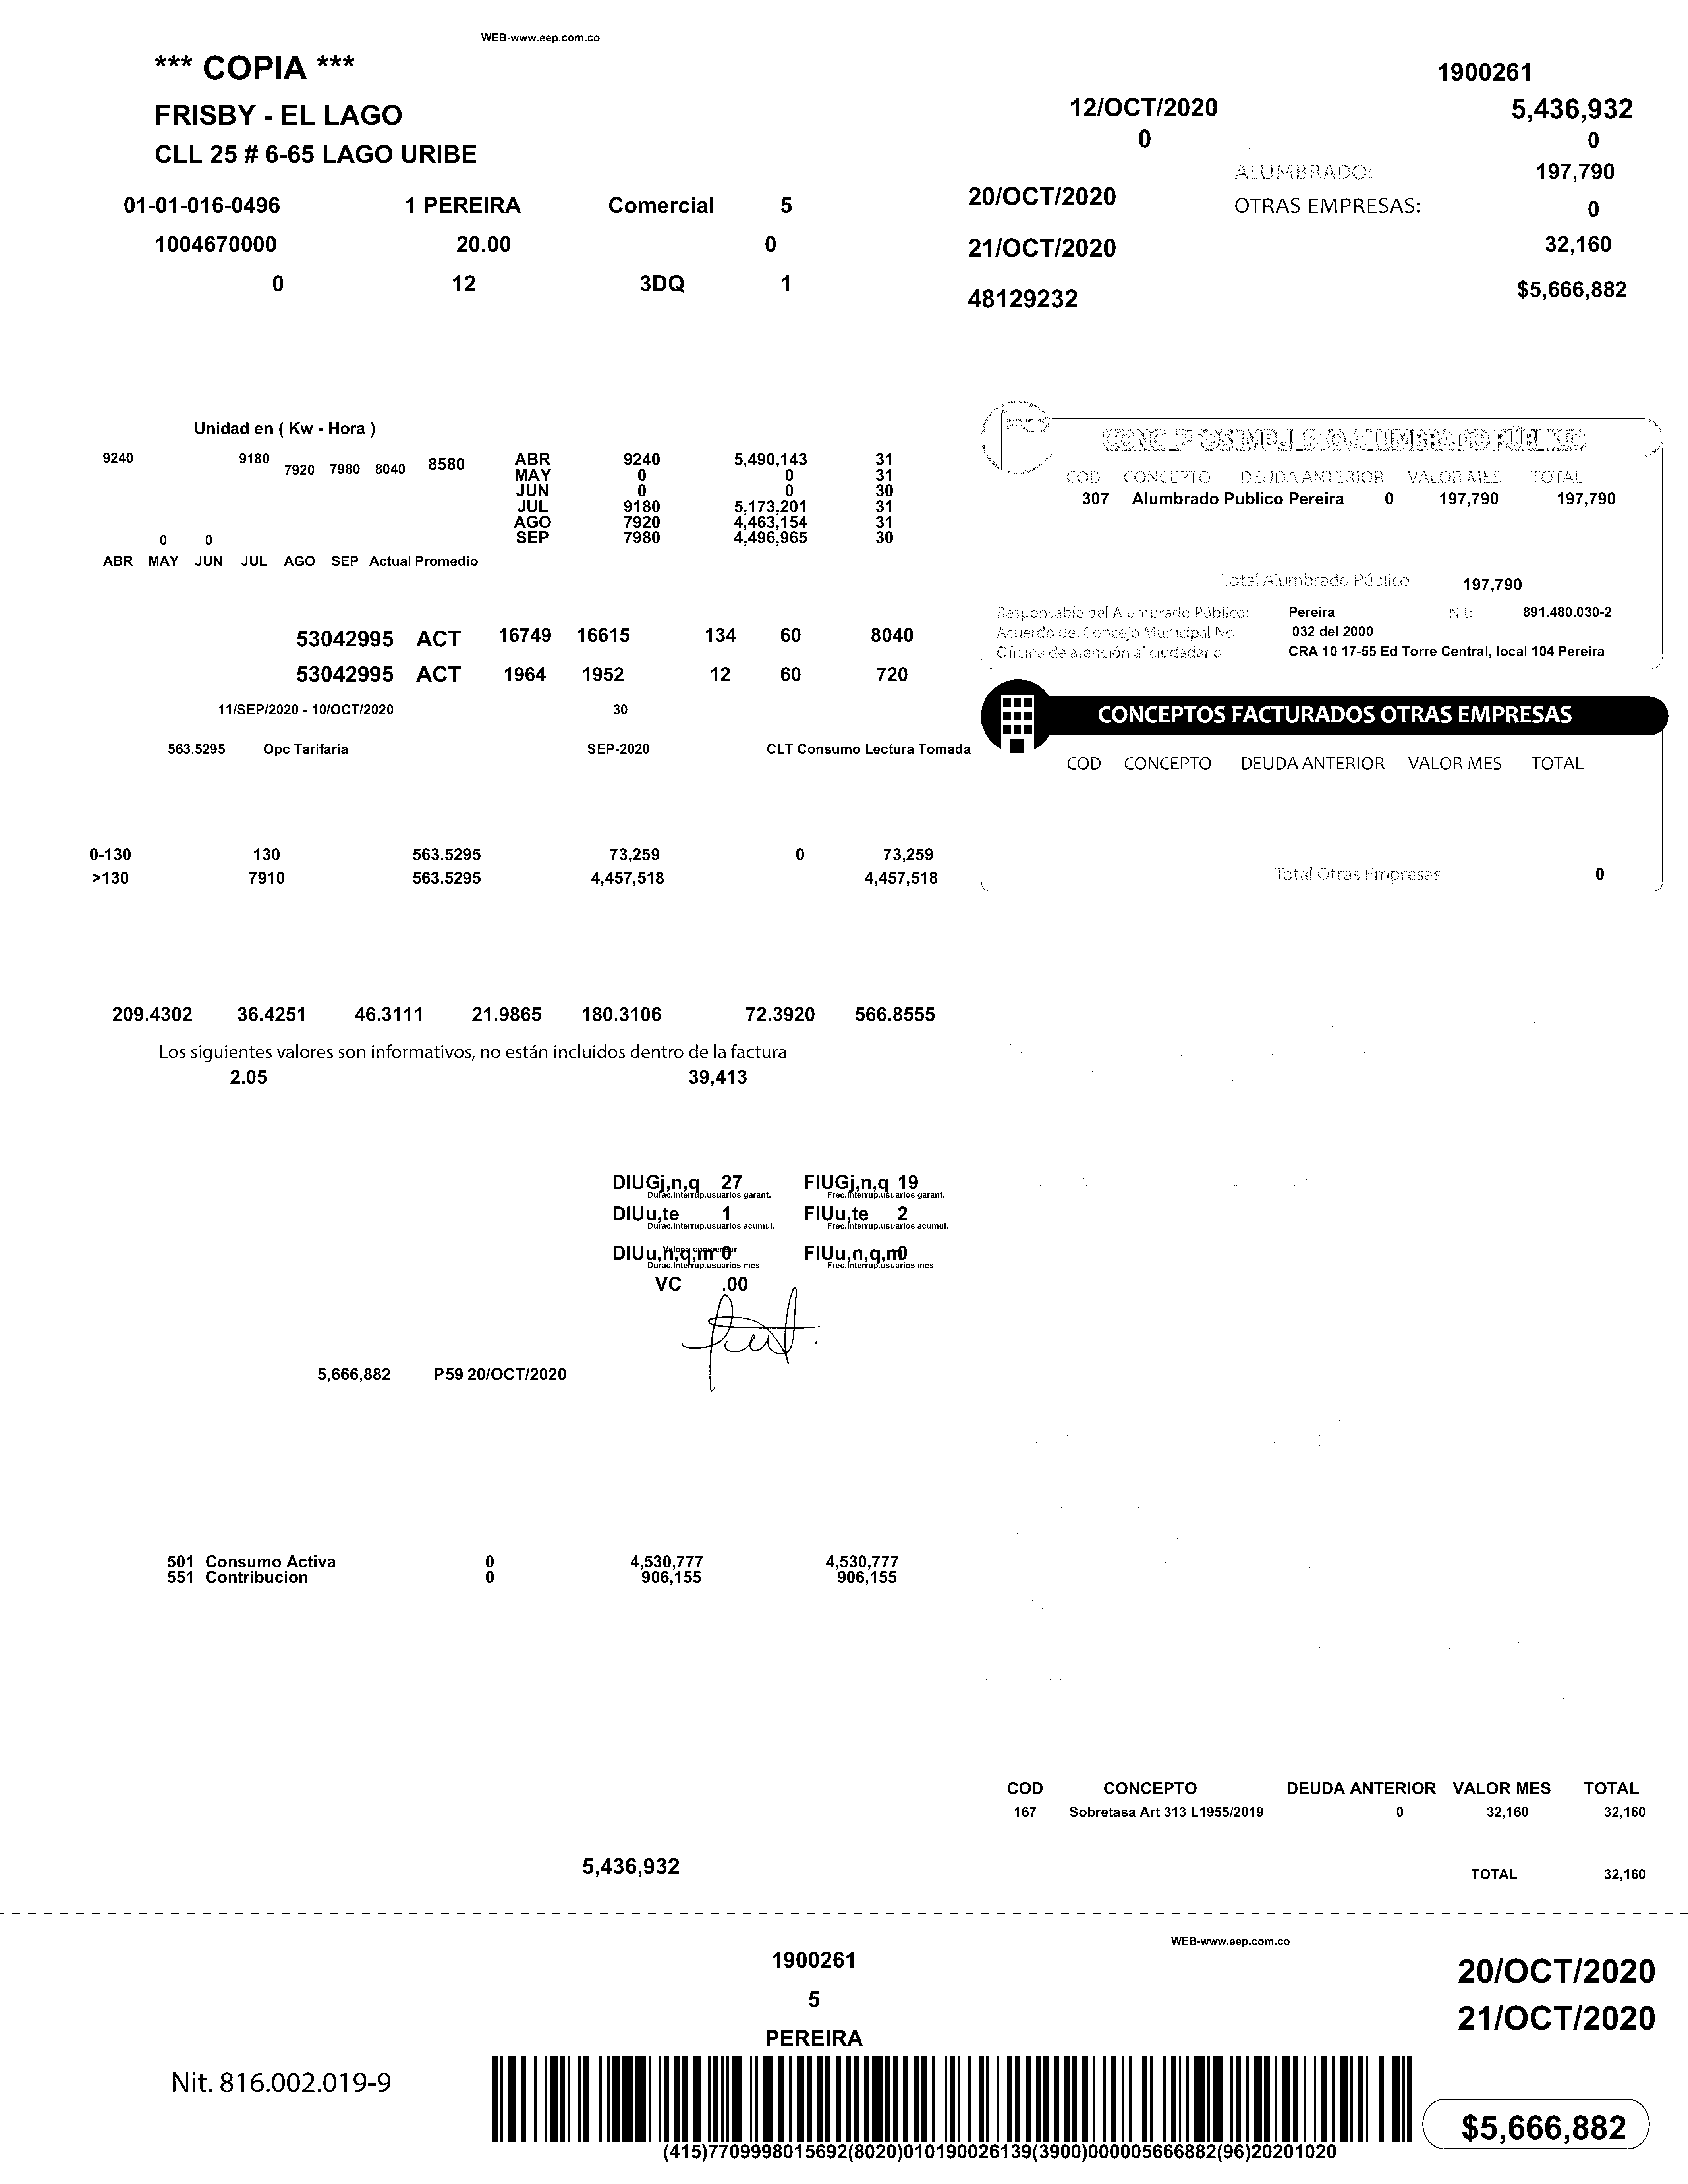 WEB-www.eep.com.co
*** COPIA ***
1900261
FRISBY - EL LAGO
12/OCT/2020 5,436,932
0 0
CLL 25 # 6-65 LAGO URIBE
ALUMBRADO: 197,790
20/OCT/2020
01-01-016-0496 1 PEREIRA Comercial 5
OTRAS EMPRESAS: 0
1004670000 20.00 0
21/OCT/2020 32,160
0 12 3DQ 1
48129232 $5,666,882
Unidad en ( Kw - Hora )
9240 9180 7920 7980 8040 8580
0 0
ABR MAY JUN JUL AGO SEP Actual Promedio
ABR 9240 5,490,143 31
MAY 0 0 31
JUN 0 0 30
JUL 9180 5,173,201 31
AGO 7920 4,463,154 31
SEP 7980 4,496,965 30
ALUMBRADO PÚBLICO
COD CONCEPTO DEUDA ANTERIOR VALOR MES TOTAL
307 Alumbrado Publico Pereira 0 197,790 197,790
Total Alumbrado Público 197,790
Responsable del Alumbrado Público: Pereira Nit: 891.480.030-2
Acuerdo del Concejo Municipal No. 032 del 2000
Oficina de atención al ciudadano: CRA 10 17-55 Ed Torre Central, local 104 Pereira
53042995 ACT 16749 16615 134 60 8040
53042995 ACT 1964 1952 12 60 720
11/SEP/2020 - 10/OCT/2020 30
563.5295 Opc Tarifaria SEP-2020 CLT Consumo Lectura Tomada
CONCEPTOS FACTURADOS OTRAS EMPRESAS
COD CONCEPTO DEUDA ANTERIOR VALOR MES TOTAL
Total Otras Empresas 0
0-130 130 563.5295 73,259 0 73,259
>130 7910 563.5295 4,457,518 4,457,518
209.4302 36.4251 46.3111 21.9865 180.3106 72.3920 566.8555
Los siguientes valores son informativos, no están incluidos dentro de la factura
2.05 39,413
DIUGj,n,q 27 FIUGj,n,q 19
Durac.Interrup.usuarios garant. Frec.Interrup.usuarios garant.
DIUu,te 1 FIUu,te 2
Durac.Interrup.usuarios acumul. Frec.Interrup.usuarios acumul.
Valor a compensar
DIUu,n,q,m 0 FIUu,n,q,m 0
Durac.Interrup.usuarios mes Frec.Interrup.usuarios mes
VC .00
5,666,882 P59 20/OCT/2020
501 Consumo Activa 0 4,530,777 4,530,777
551 Contribucion 0 906,155 906,155
COD CONCEPTO DEUDA ANTERIOR VALOR MES TOTAL
167 Sobretasa Art 313 L1955/2019 0 32,160 32,160
5,436,932
TOTAL 32,160
WEB-www.eep.com.co
1900261
20/OCT/2020
5
21/OCT/2020
PEREIRA
Nit. 816.002.019-9
$5,666,882
(415)7709998015692(8020)010190026139(3900)000005666882(96)20201020